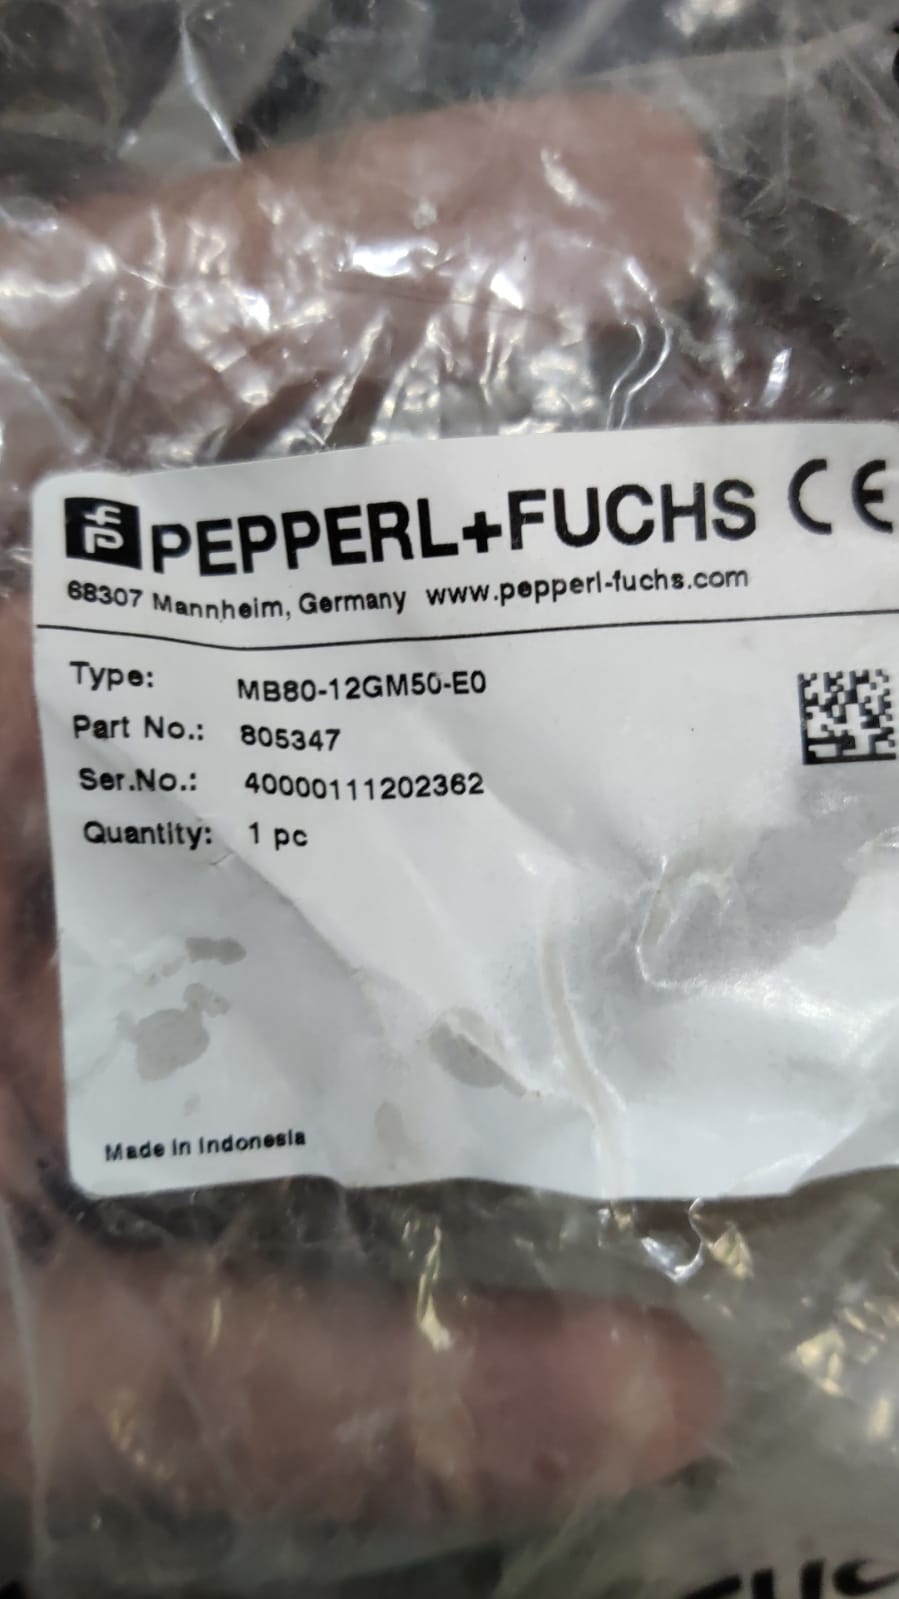 PEPPERL+FUCHS CE
68307 Mannheim, Germany www.pepperl-fuchs.com
Type: MB80-12GM50-E0
Part No.: 805347
Ser.No.: 40000111202362
Quantity: 1 pc
Made in Indonesia